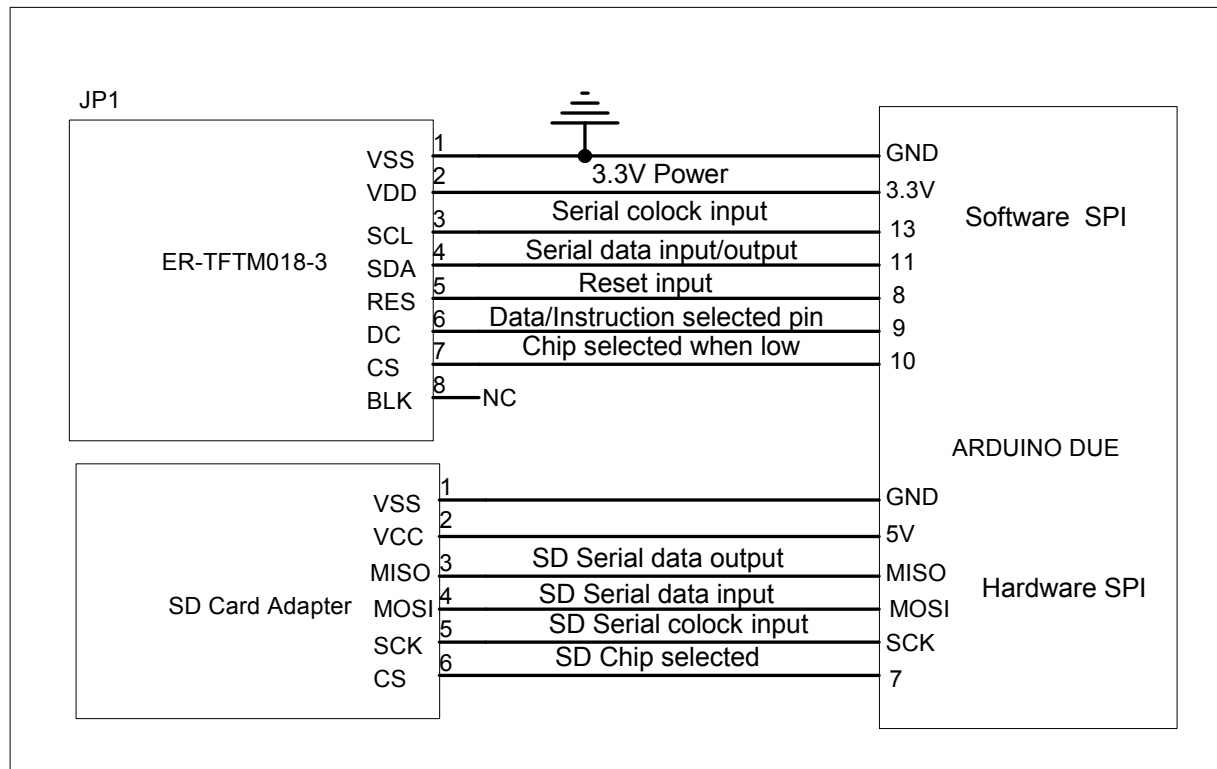 JP1
ER-TFTM018-3
VSS 1 GND
VDD 2 3.3V Power 3.3V
SCL 3 Serial colock input 13
SDA 4 Serial data input/output 11
RES 5 Reset input 8
DC 6 Data/Instruction selected pin 9
CS 7 Chip selected when low 10
BLK 8 NC
Software SPI
ARDUINO DUE
SD Card Adapter
VSS 1 GND
VCC 2 5V
MISO 3 SD Serial data output MISO
MOSI 4 SD Serial data input MOSI
SCK 5 SD Serial colock input SCK
CS 6 SD Chip selected 7
Hardware SPI